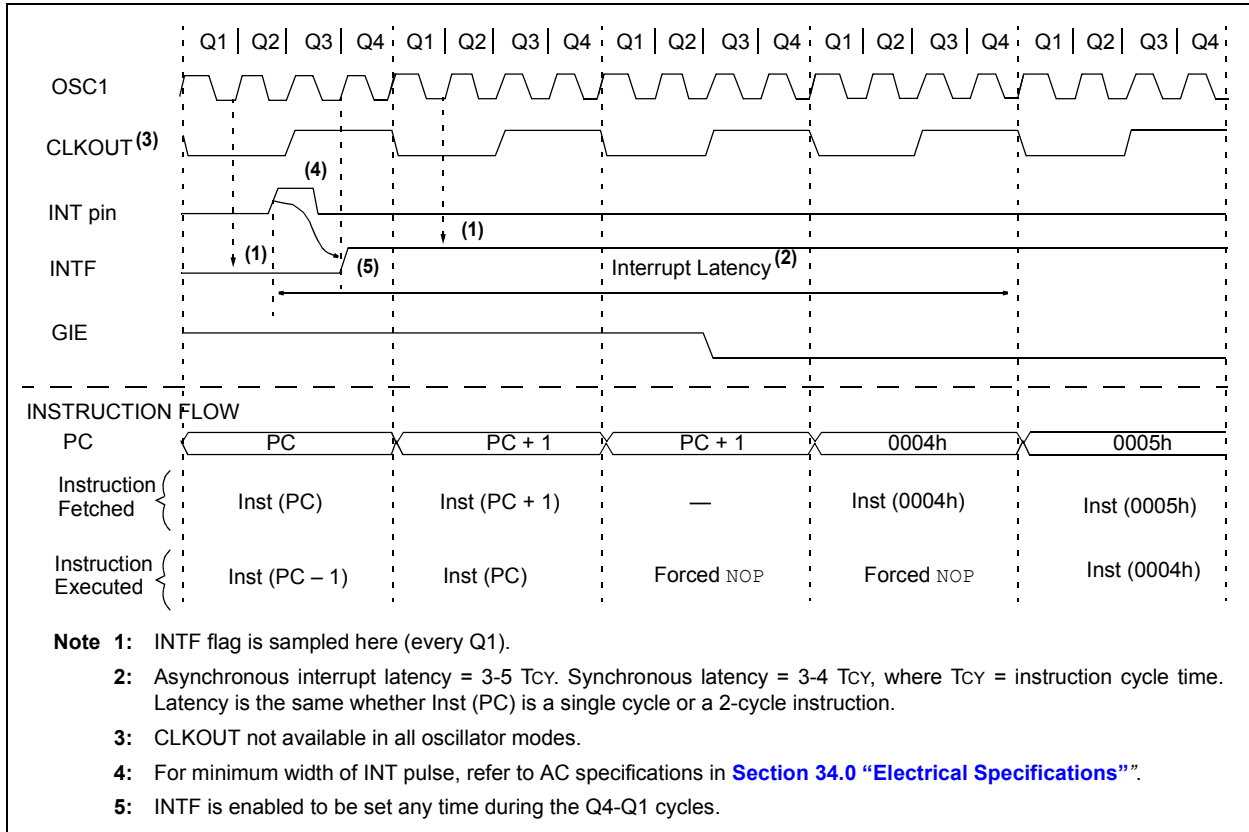 Q1 Q2 Q3 Q4 Q1 Q2 Q3 Q4 Q1 Q2 Q3 Q4 Q1 Q2 Q3 Q4 Q1 Q2 Q3 Q4
OSC1
CLKOUT (3)
(4)
INT pin
(1)
(1)
INTF
(5)
Interrupt Latency (2)
GIE
INSTRUCTION FLOW
PC PC PC + 1 PC + 1 0004h 0005h
Instruction
Fetched
Inst (PC) Inst (PC + 1) — Inst (0004h) Inst (0005h)
Instruction
Executed
Inst (PC – 1) Inst (PC) Forced NOP Forced NOP Inst (0004h)
Note 1: INTF flag is sampled here (every Q1).
2: Asynchronous interrupt latency = 3-5 TCY. Synchronous latency = 3-4 TCY, where TCY = instruction cycle time.
Latency is the same whether Inst (PC) is a single cycle or a 2-cycle instruction.
3: CLKOUT not available in all oscillator modes.
4: For minimum width of INT pulse, refer to AC specifications in Section 34.0 “Electrical Specifications””.
5: INTF is enabled to be set any time during the Q4-Q1 cycles.